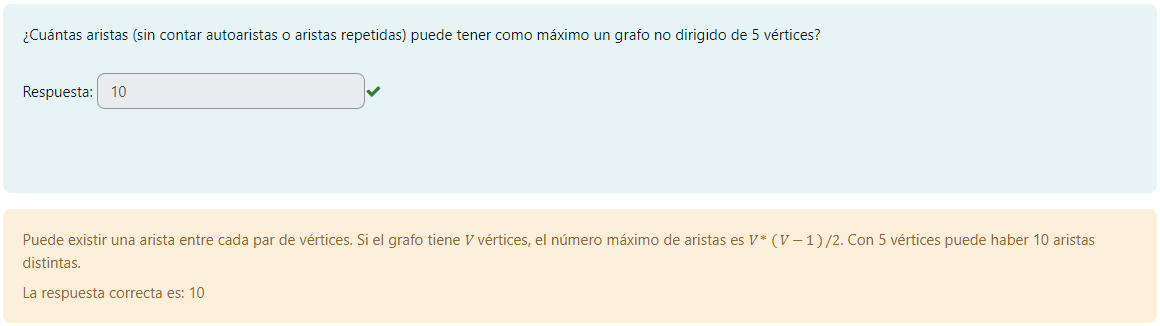 ¿Cuántas aristas (sin contar autoaristas o aristas repetidas) puede tener como máximo un grafo no dirigido de 5 vértices?
Respuesta: 10
Puede existir una arista entre cada par de vértices. Si el grafo tiene V vértices, el número máximo de aristas es V* (V − 1)/2. Con 5 vértices puede haber 10 aristas
distintas.
La respuesta correcta es: 10